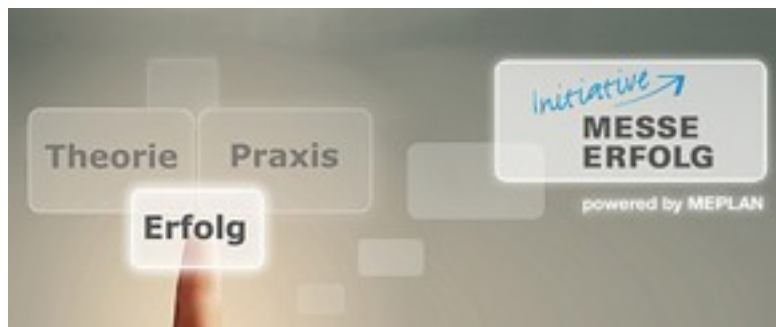 Theorie
Praxis
Erfolg
Initiative
MESSE
ERFOLG
powered by MEPLAN